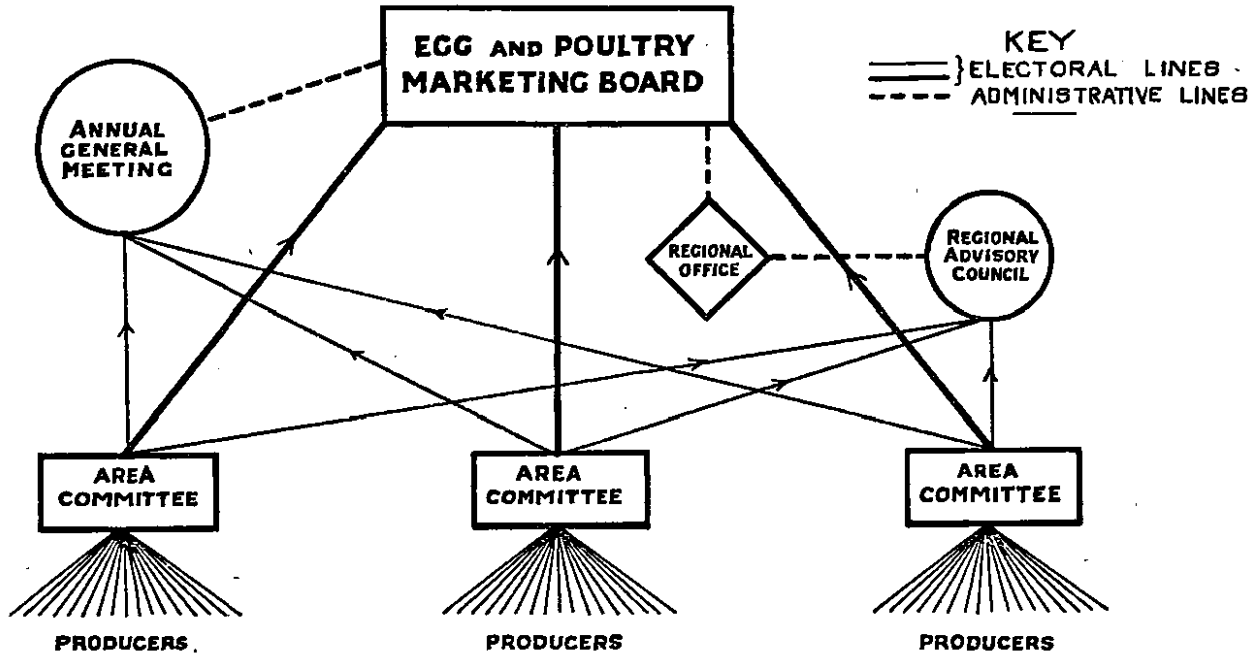 EGG AND POULTRY
MARKETING BOARD
KEY
ELECTORAL LINES
ADMINISTRATIVE LINES
ANNUAL
GENERAL
MEETING
REGIONAL
OFFICE
REGIONAL
ADVISORY
COUNCIL
AREA
COMMITTEE
AREA
COMMITTEE
AREA
COMMITTEE
PRODUCERS.
PRODUCERS
PRODUCERS